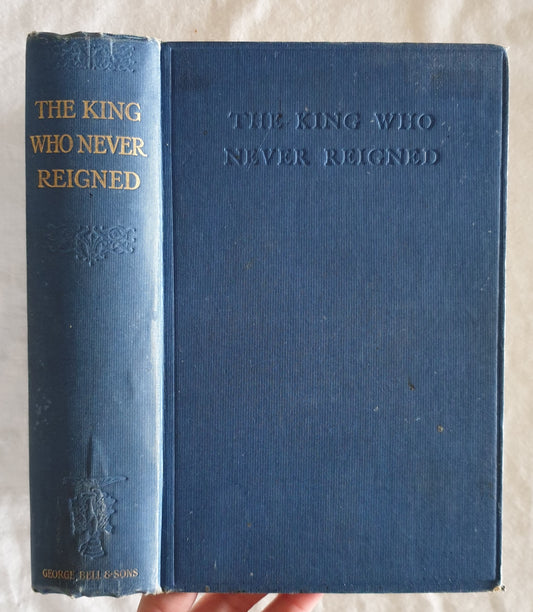 THE KING
WHO NEVER
REIGNED
GEORGE BELL & SONS
THE KING WHO
NEVER REIGNED